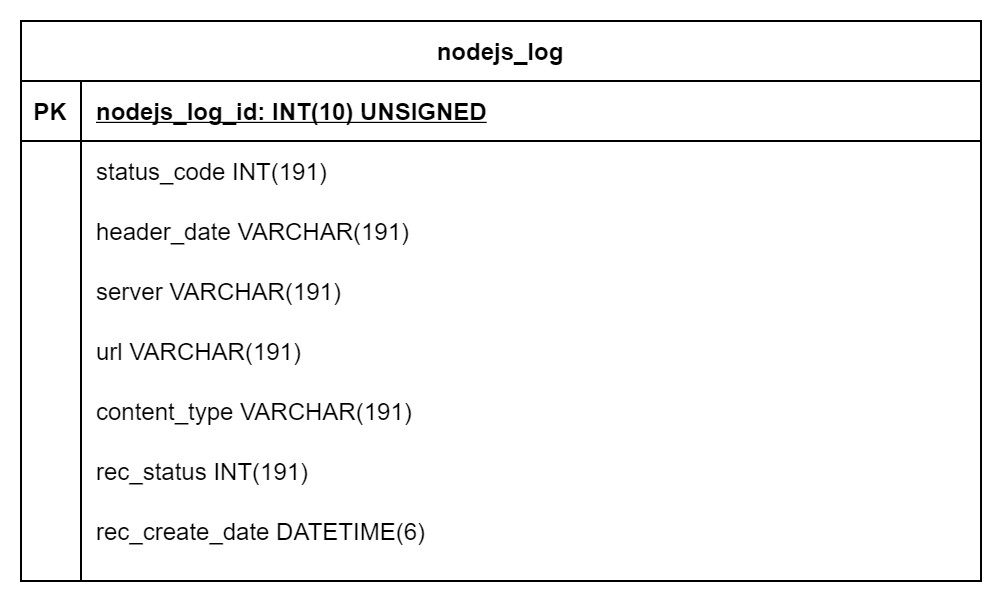 nodejs_log
PK nodejs_log_id: INT(10) UNSIGNED
status_code INT(191)
header_date VARCHAR(191)
server VARCHAR(191)
url VARCHAR(191)
content_type VARCHAR(191)
rec_status INT(191)
rec_create_date DATETIME(6)